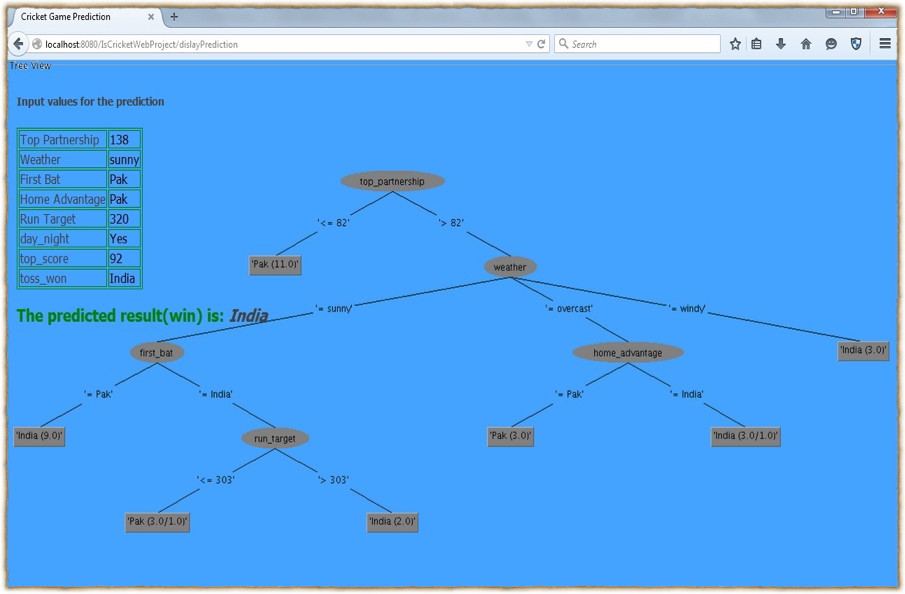 Cricket Game Prediction
localhost:8080/IsCricketWebProject/dislayPrediction
Search
Tree View
Input values for the prediction
Top Partnership 138
Weather sunny
First Bat Pak
Home Advantage Pak
Run Target 320
day_night Yes
top_score 92
toss_won India
The predicted result(win) is: India
top_partnership
'<= 82' '> 82'
'Pak (11.0)' weather
'= sunny' '= overcast' '= windy'
first_bat home_advantage 'India (3.0)'
'= Pak' '= India' '= Pak' '= India'
'India (9.0)' run_target 'Pak (3.0)' 'India (3.0/1.0)'
'<= 303' '> 303'
'Pak (3.0/1.0)' 'India (2.0)'